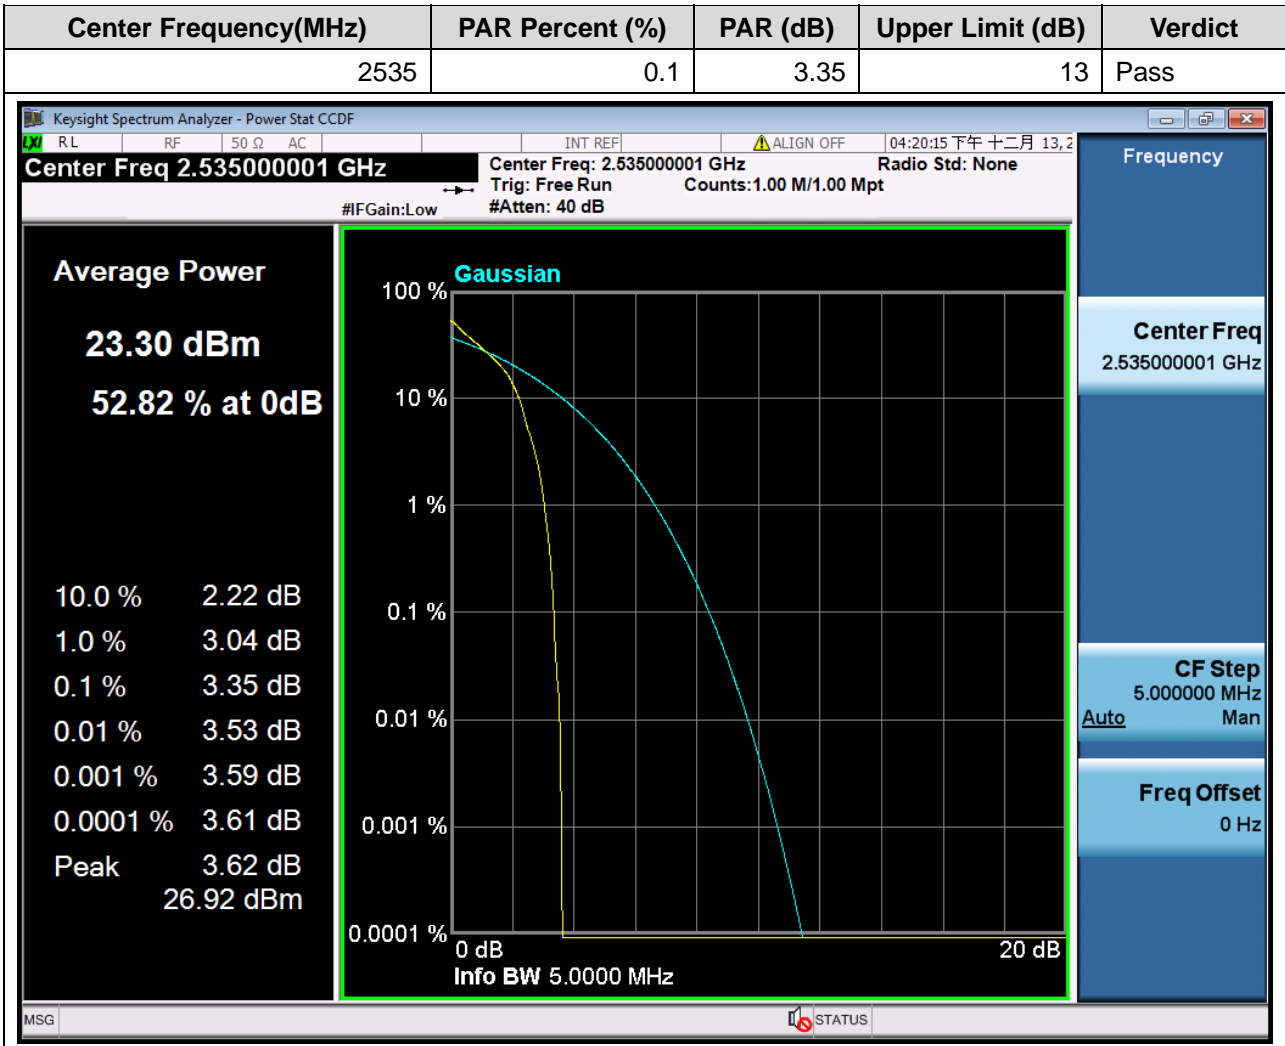 Center Frequency(MHz) PAR Percent (%) PAR (dB) Upper Limit (dB) Verdict
2535 0.1 3.35 13 Pass
Keysight Spectrum Analyzer - Power Stat CCDF
LXI RL RF 50 Ω AC INT REF ALIGN OFF 04:20:15 下午 十二月 13, 2
Center Freq 2.535000001 GHz
Center Freq: 2.535000001 GHz Radio Std: None
Trig: Free Run Counts:1.00 M/1.00 Mpt
#IFGain:Low #Atten: 40 dB
Average Power
23.30 dBm
52.82 % at 0dB
10.0 % 2.22 dB
1.0 % 3.04 dB
0.1 % 3.35 dB
0.01 % 3.53 dB
0.001 % 3.59 dB
0.0001 % 3.61 dB
Peak 3.62 dB
26.92 dBm
Gaussian
100 %
10 %
1 %
0.1 %
0.01 %
0.001 %
0.0001 %
0 dB 20 dB
Info BW 5.0000 MHz
Frequency
Center Freq
2.535000001 GHz
CF Step
5.000000 MHz
Auto Man
Freq Offset
0 Hz
MSG STATUS